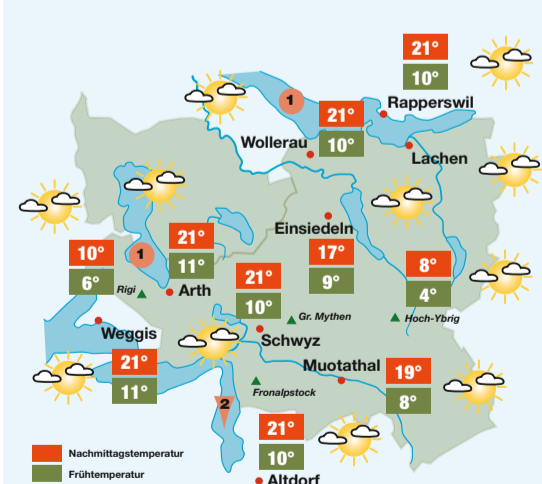 21°
10°
Rapperswil
1
21°
10°
Wollerau
Lachen
Einsiedeln
17°
9°
10°
6°
1
Rigi
21°
11°
Arth
8°
4°
Hoch-Ybrig
21°
10°
Gr. Mythen
Schwyz
Weggis
21°
11°
Muotathal
19°
8°
Fronalpstock
2
21°
10°
Altdorf
Nachmittagstemperatur
Frühtemperatur